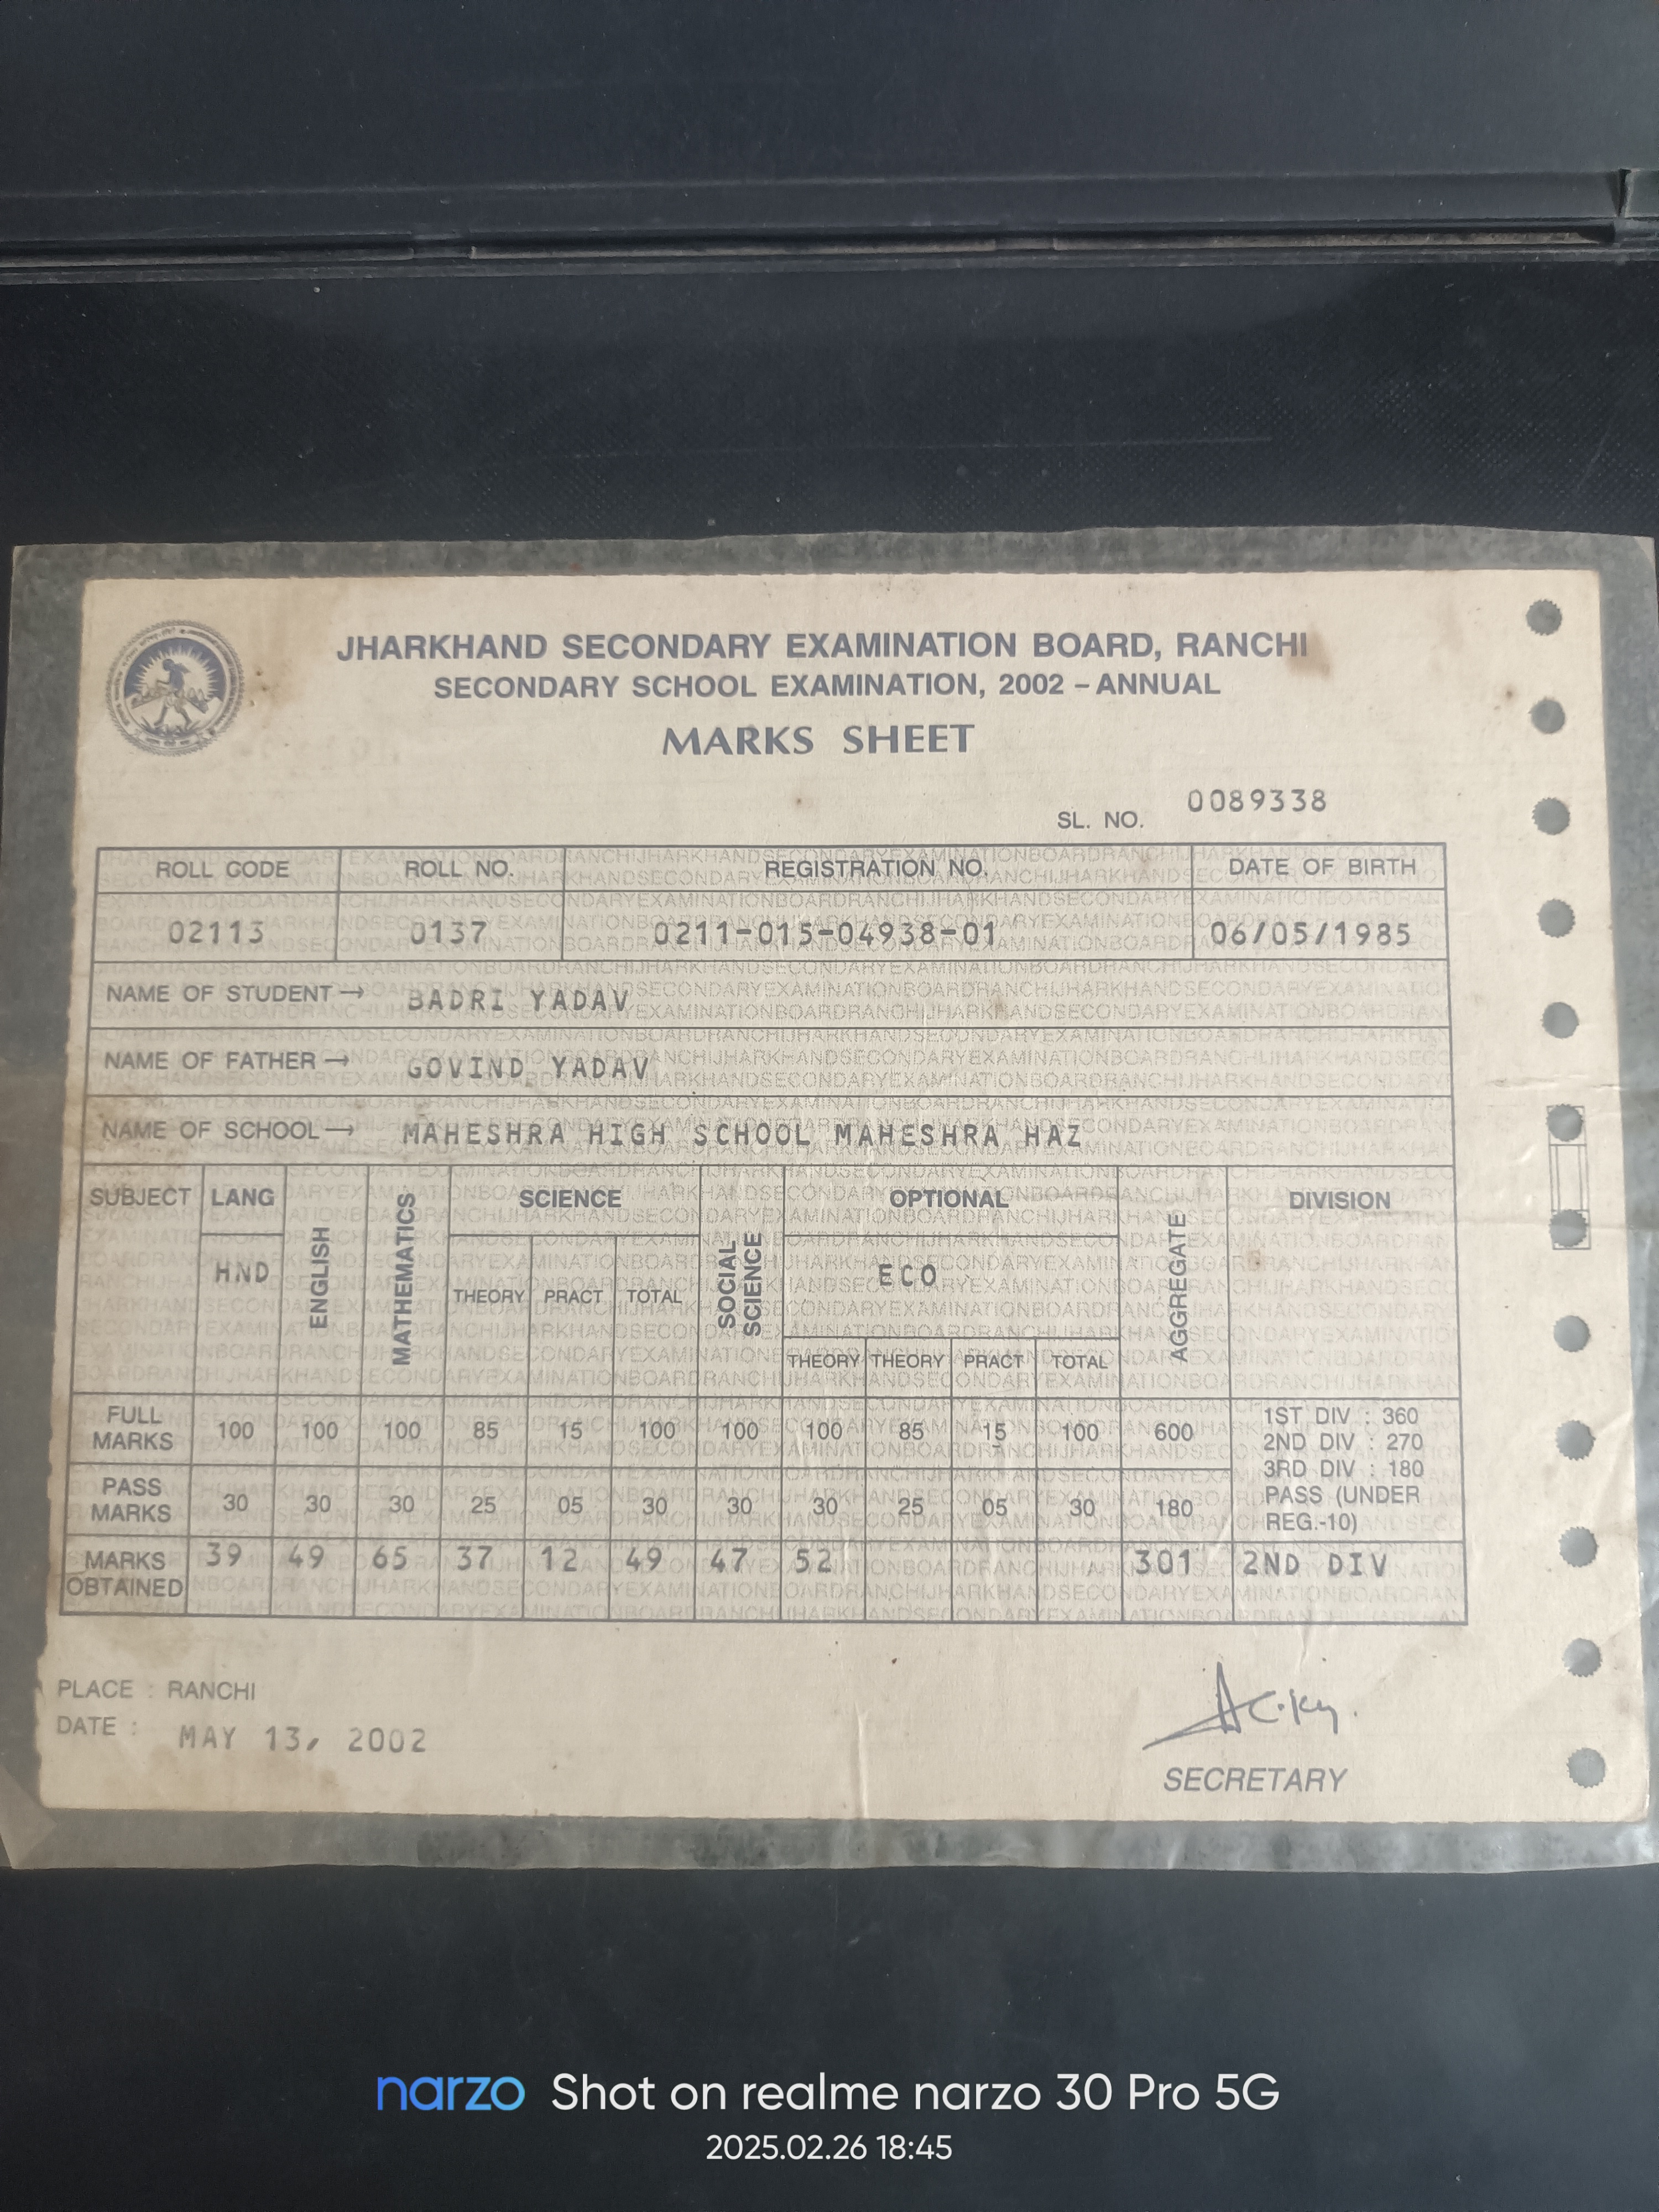 JHARKHAND SECONDARY EXAMINATION BOARD, RANCHI
SECONDARY SCHOOL EXAMINATION, 2002 – ANNUAL
MARKS SHEET
SL. NO. 0089338
ROLL CODE ROLL NO. REGISTRATION NO. DATE OF BIRTH
02113 0137 0211-015-04938-01 06/05/1985
NAME OF STUDENT→ BADRI YADAV
NAME OF FATHER→ GOVIND YADAV
NAME OF SCHOOL→ MAHESHRA HIGH SCHOOL MAHESHRA HAZ
SUBJECT LANG ENGLISH MATHEMATICS SCIENCE SOCIAL SCIENCE OPTIONAL AGGREGATE DIVISION
HND THEORY PRACT TOTAL ECO
THEORY THEORY PRACT TOTAL
FULL MARKS 100 100 100 85 15 100 100 100 85 15 100 600 1ST DIV : 360
2ND DIV : 270
3RD DIV : 180
PASS MARKS 30 30 30 25 05 30 30 30 25 05 30 180 PASS (UNDER
REG.-10)
MARKS OBTAINED 39 49 65 37 12 49 47 52 301 2ND DIV
PLACE : RANCHI
DATE : MAY 13, 2002
SECRETARY
narzo Shot on realme narzo 30 Pro 5G
2025.02.26 18:45